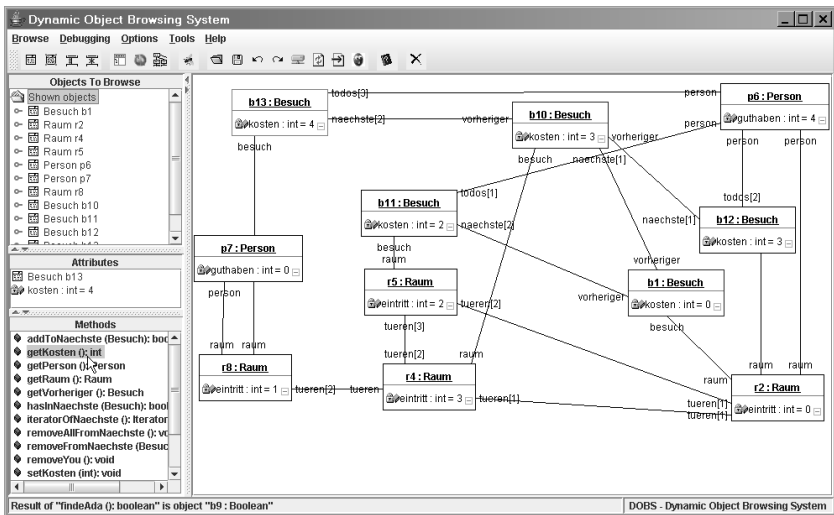 Dynamic Object Browsing System
Browse Debugging Options Tools Help
Objects To Browse
Shown objects
Besuch b1
Raum r2
Raum r4
Raum r5
Person p6
Person p7
Raum r8
Besuch b10
Besuch b11
Besuch b12
Attributes
Besuch b13
kosten : int = 4
Methods
addToNaechste (Besuch): boo
getKosten (): int
getPerson (): Person
getRaum (): Raum
getVorheriger (): Besuch
hasInNaechste (Besuch): bool
iteratorOfNaechste (): Iterator
removeAllFromNaechste (): vo
removeFromNaechste (Besuc
removeYou (): void
setKosten (int): void
b13 : Besuch
kosten : int = 4
todos[3]
naechste[2]
besuch
vorheriger
b10 : Besuch
kosten : int = 3
vorheriger
besuch
naechste[1]
person
p6 : Person
guthaben : int = 4
person
person
person
todos[2]
naechste[1]
b12 : Besuch
kosten : int = 3
todos[1]
b11 : Besuch
kosten : int = 2
naechste[2]
besuch
raum
p7 : Person
guthaben : int = 0
person
r5 : Raum
eintritt : int = 2
tueren[2]
tueren[3]
vorheriger
vorheriger
b1 : Besuch
kosten : int = 0
besuch
raum
raum
r8 : Raum
eintritt : int = 1
tueren[2]
tueren
tueren[2]
raum
r4 : Raum
eintritt : int = 3
tueren[1]
raum
raum
raum
r2 : Raum
eintritt : int = 0
tueren[1]
tueren[1]
Result of "findeAda (): boolean" is object "b9 : Boolean"
DOBS - Dynamic Object Browsing System